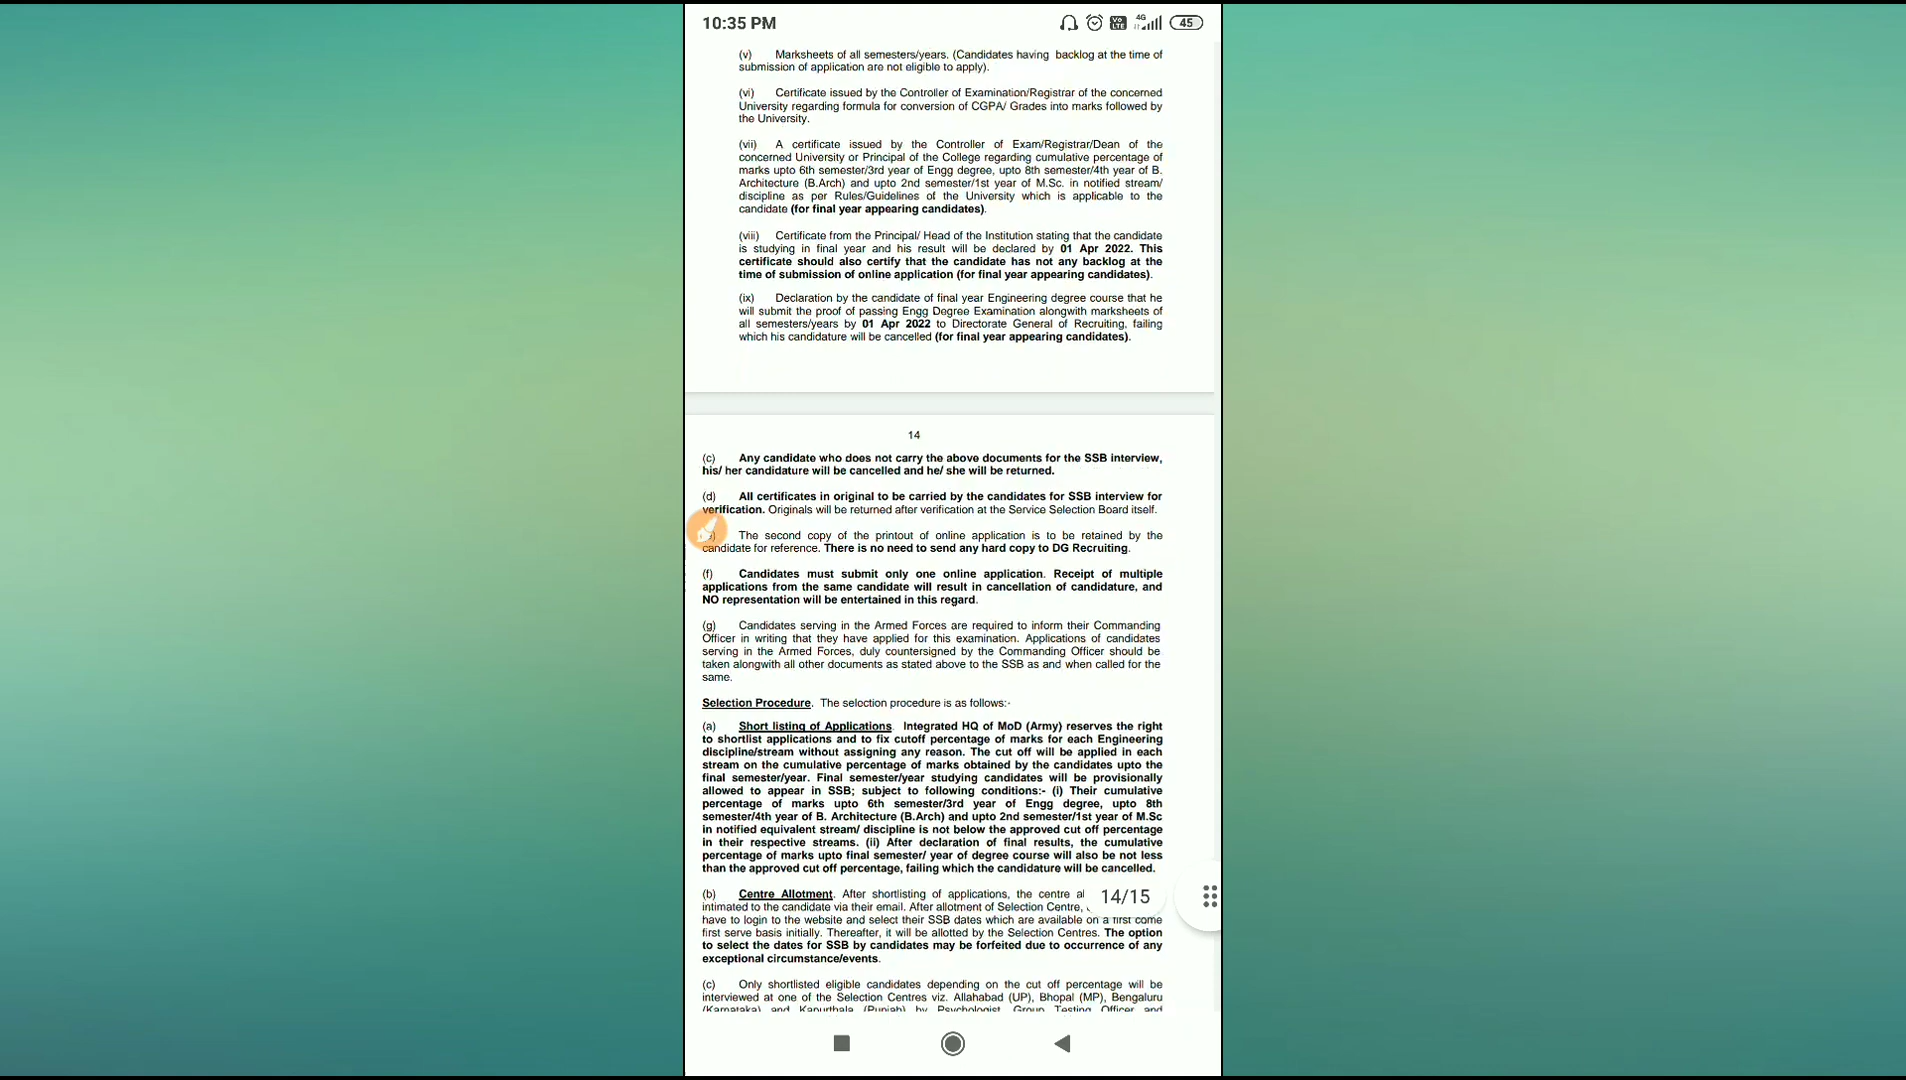 10:35 PM
4G
Vo
LTE
45
(v) Marksheets of all semesters/years. (Candidates having backlog at the time of
submission of application are not eligible to apply).
(vi) Certificate issued by the Controller of Examination/Registrar of the concerned
University regarding formula for conversion of CGPA/ Grades into marks followed by
the University.
(vii) A certificate issued by the Controller of Exam/Registrar/Dean of the
concerned University or Principal of the College regarding cumulative percentage of
marks upto 6th semester/3rd year of Engg degree, upto 8th semester/4th year of B.
Architecture (B.Arch) and upto 2nd semester/1st year of M.Sc. in notified stream/
discipline as per Rules/Guidelines of the University which is applicable to the
candidate (for final year appearing candidates).
(viii) Certificate from the Principal/ Head of the Institution stating that the candidate
is studying in final year and his result will be declared by 01 Apr 2022. This
certificate should also certify that the candidate has not any backlog at the
time of submission of online application (for final year appearing candidates).
(ix) Declaration by the candidate of final year Engineering degree course that he
will submit the proof of passing Engg Degree Examination alongwith marksheets of
all semesters/years by 01 Apr 2022 to Directorate General of Recruiting, failing
which his candidature will be cancelled (for final year appearing candidates).
14
(c) Any candidate who does not carry the above documents for the SSB interview,
his/ her candidature will be cancelled and he/ she will be returned.
(d) All certificates in original to be carried by the candidates for SSB interview for
verification. Originals will be returned after verification at the Service Selection Board itself.
The second copy of the printout of online application is to be retained by the
candidate for reference. There is no need to send any hard copy to DG Recruiting.
(f) Candidates must submit only one online application. Receipt of multiple
applications from the same candidate will result in cancellation of candidature, and
NO representation will be entertained in this regard.
(g) Candidates serving in the Armed Forces are required to inform their Commanding
Officer in writing that they have applied for this examination. Applications of candidates
serving in the Armed Forces, duly countersigned by the Commanding Officer should be
taken alongwith all other documents as stated above to the SSB as and when called for the
same.
Selection Procedure. The selection procedure is as follows:-
(a) Short listing of Applications. Integrated HQ of MoD (Army) reserves the right
to shortlist applications and to fix cutoff percentage of marks for each Engineering
discipline/stream without assigning any reason. The cut off will be applied in each
stream on the cumulative percentage of marks obtained by the candidates upto the
final semester/year. Final semester/year studying candidates will be provisionally
allowed to appear in SSB; subject to following conditions:- (i) Their cumulative
percentage of marks upto 6th semester/3rd year of Engg degree, upto 8th
semester/4th year of B. Architecture (B.Arch) and upto 2nd semester/1st year of M.Sc
in notified equivalent stream/ discipline is not below the approved cut off percentage
in their respective streams. (ii) After declaration of final results, the cumulative
percentage of marks upto final semester/ year of degree course will also be not less
than the approved cut off percentage, failing which the candidature will be cancelled.
(b) Centre Allotment. After shortlisting of applications, the centre al
14/15
intimated to the candidate via their email. After allotment of Selection Centre,
have to login to the website and select their SSB dates which are available on a first come
first serve basis initially. Thereafter, it will be allotted by the Selection Centres. The option
to select the dates for SSB by candidates may be forfeited due to occurrence of any
exceptional circumstance/events.
(c) Only shortlisted eligible candidates depending on the cut off percentage will be
interviewed at one of the Selection Centres viz. Allahabad (UP), Bhopal (MP), Bengaluru
(Karnataka) and Kapurthala (Punjab) by Psychologist, Group Testing Officer and